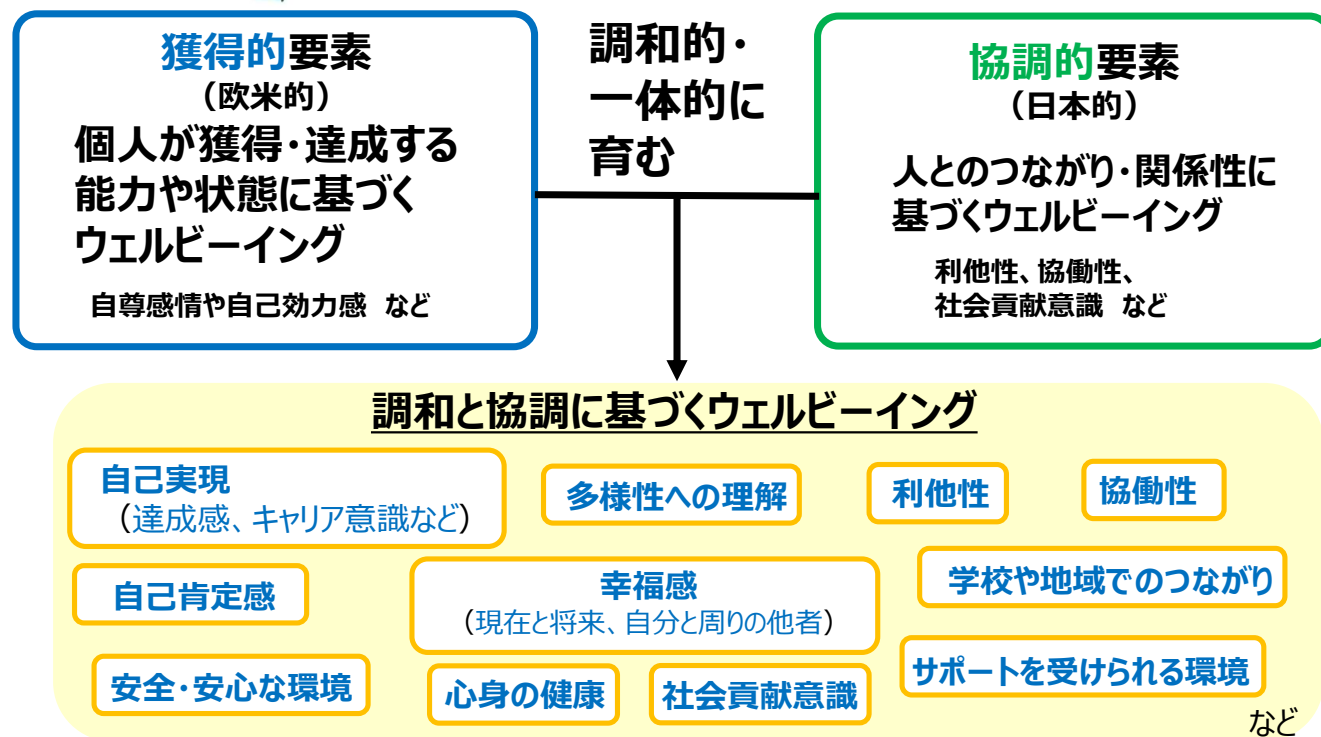 獲得的要素
（欧米的）
個人が獲得・達成する
能力や状態に基づく
ウェルビーイング
自尊感情や自己効力感 など
調和的・
一体的に
育む
協調的要素
（日本的）
人とのつながり・関係性に
基づくウェルビーイング
利他性、協働性、
社会貢献意識 など
調和と協調に基づくウェルビーイング
自己実現
（達成感、キャリア意識など）
多様性への理解
利他性
協働性
自己肯定感
幸福感
（現在と将来、自分と周りの他者）
学校や地域でのつながり
安全・安心な環境
心身の健康
社会貢献意識
サポートを受けられる環境
など